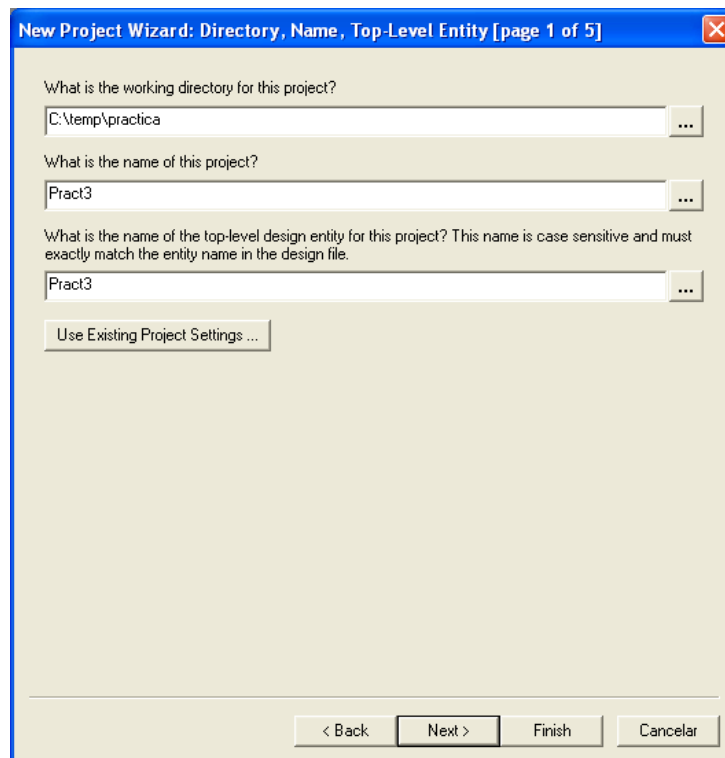 New Project Wizard: Directory, Name, Top-Level Entity [page 1 of 5]
What is the working directory for this project?
C:\temp\practica
...
What is the name of this project?
Pract3
...
What is the name of the top-level design entity for this project? This name is case sensitive and must
exactly match the entity name in the design file.
Pract3
...
Use Existing Project Settings ...
< Back Next > Finish Cancelar